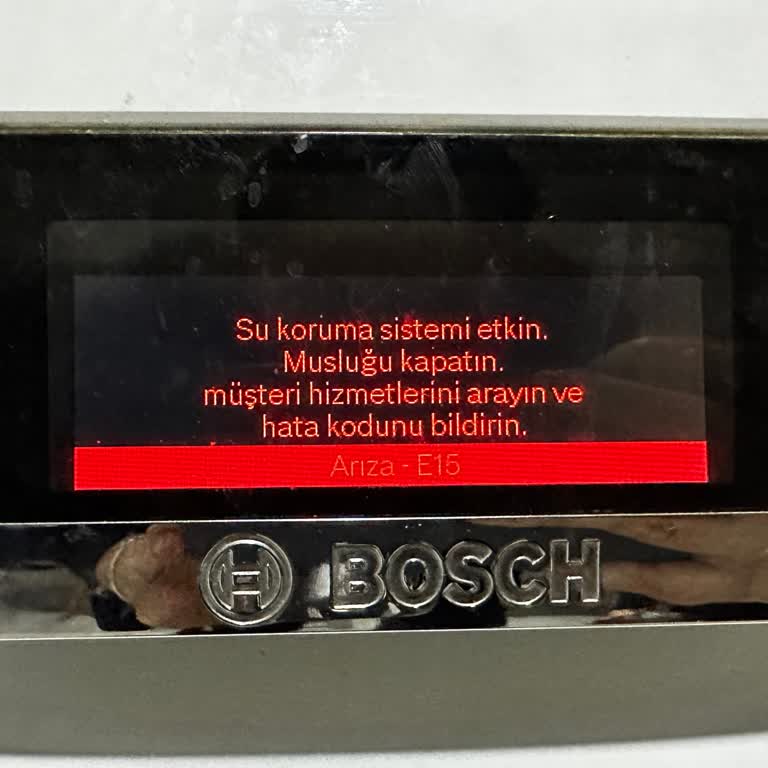 Su koruma sistemi etkin.
Musluğu kapatın.
müşteri hizmetlerini arayın ve
hata kodunu bildirin.
Arıza - E15
BOSCH